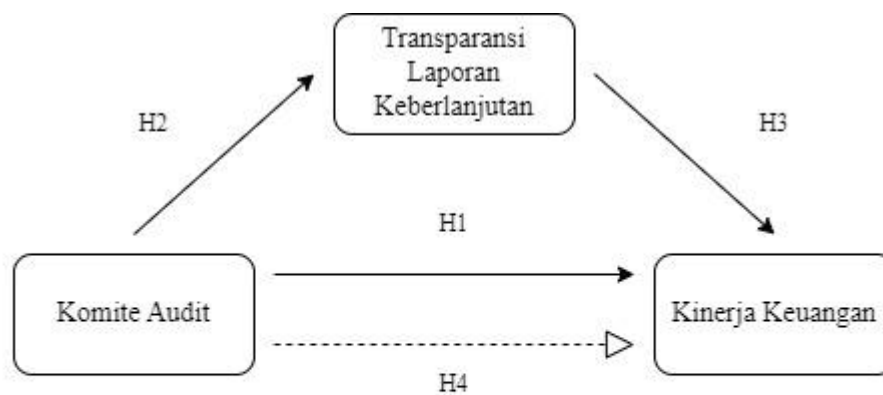 Transparansi
Laporan
Keberlanjutan
H2
H3
H1
Komite Audit
Kinerja Keuangan
H4